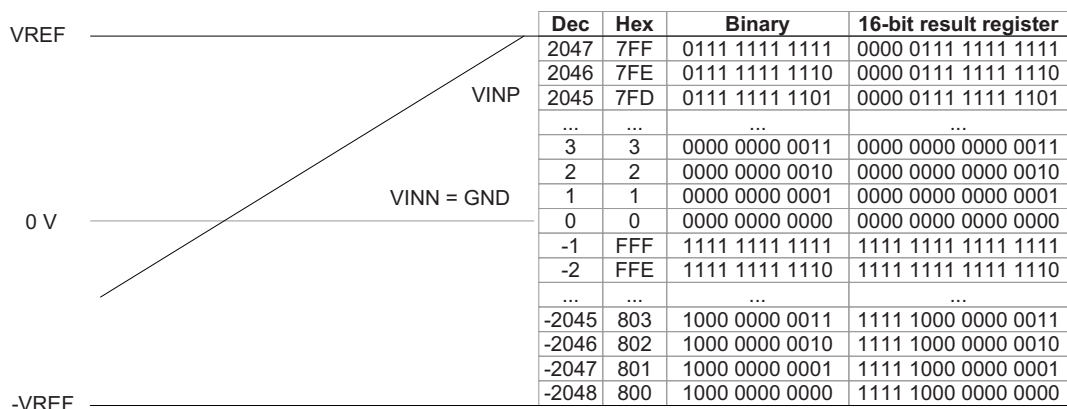 VREF
VINP
VINN = GND
0 V
-VREF
Dec Hex Binary 16-bit result register
2047 7FF 0111 1111 1111 0000 0111 1111 1111
2046 7FE 0111 1111 1110 0000 0111 1111 1110
2045 7FD 0111 1111 1101 0000 0111 1111 1101
... ... ... ...
3 3 0000 0000 0011 0000 0000 0000 0011
2 2 0000 0000 0010 0000 0000 0000 0010
1 1 0000 0000 0001 0000 0000 0000 0001
0 0 0000 0000 0000 0000 0000 0000 0000
-1 FFF 1111 1111 1111 1111 1111 1111 1111
-2 FFE 1111 1111 1110 1111 1111 1111 1110
... ... ... ...
-2045 803 1000 0000 0011 1111 1000 0000 0011
-2046 802 1000 0000 0010 1111 1000 0000 0010
-2047 801 1000 0000 0001 1111 1000 0000 0001
-2048 800 1000 0000 0000 1111 1000 0000 0000